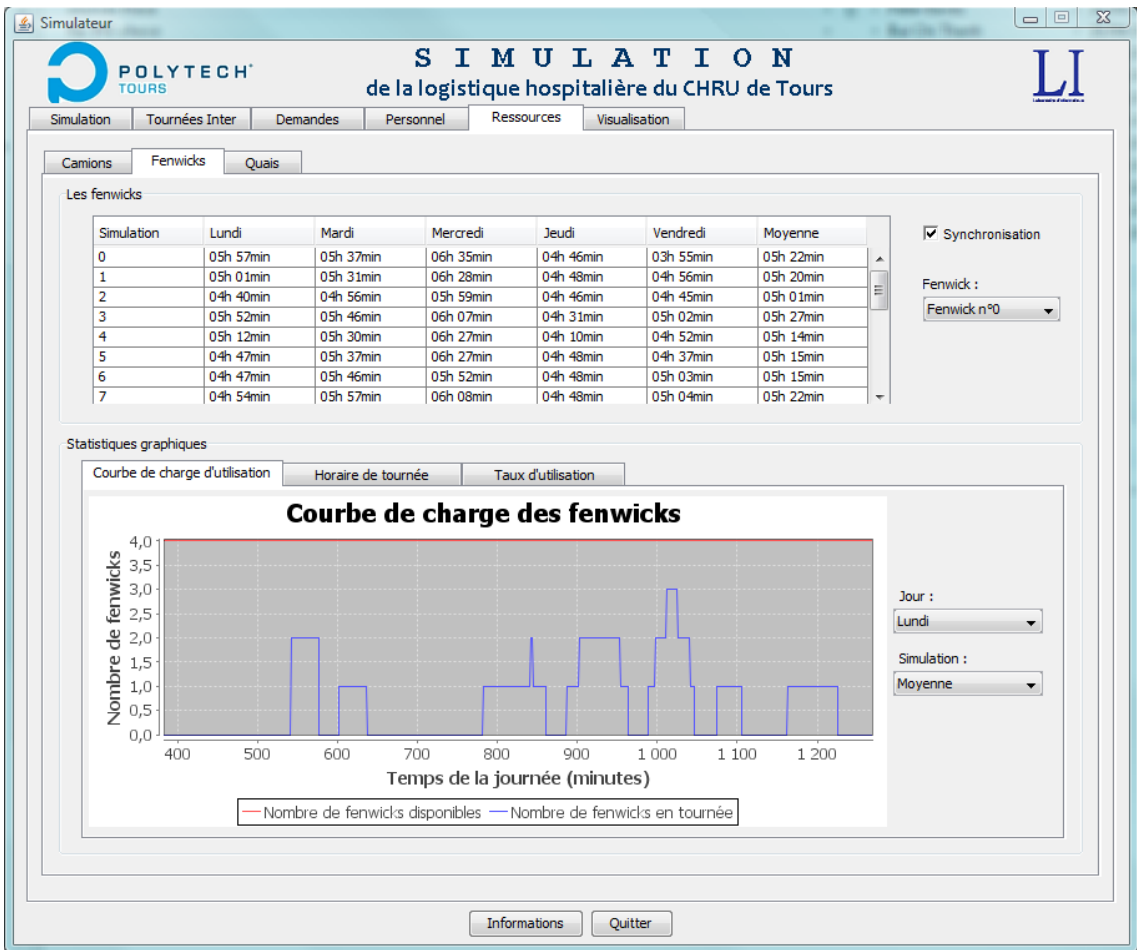 Simulateur
POLYTECH
TOURS
S I M U L A T I O N
de la logistique hospitalière du CHRU de Tours
LI
Simulation Tournées Inter Demandes Personnel Ressources Visualisation
Camions Fenwicks Quais
Les fenwicks
Simulation Lundi Mardi Mercredi Jeudi Vendredi Moyenne
0 05h 57min 05h 37min 06h 35min 04h 46min 03h 55min 05h 22min
1 05h 01min 05h 31min 06h 28min 04h 48min 04h 56min 05h 20min
2 04h 40min 04h 56min 05h 59min 04h 46min 04h 45min 05h 01min
3 05h 52min 05h 46min 06h 07min 04h 31min 05h 02min 05h 27min
4 05h 12min 05h 30min 06h 27min 04h 10min 04h 52min 05h 14min
5 04h 47min 05h 37min 06h 27min 04h 48min 04h 37min 05h 15min
6 04h 47min 05h 46min 05h 52min 04h 48min 05h 03min 05h 15min
7 04h 54min 05h 57min 06h 08min 04h 48min 05h 04min 05h 22min
Synchronisation
Fenwick :
Fenwick n°0
Statistiques graphiques
Courbe de charge d'utilisation Horaire de tournée Taux d'utilisation
Courbe de charge des fenwicks
Nombre de fenwicks
4,0
3,5
3,0
2,5
2,0
1,5
1,0
0,5
0,0
400 500 600 700 800 900 1 000 1 100 1 200
Temps de la journée (minutes)
Nombre de fenwicks disponibles Nombre de fenwicks en tournée
Jour :
Lundi
Simulation :
Moyenne
Informations Quitter